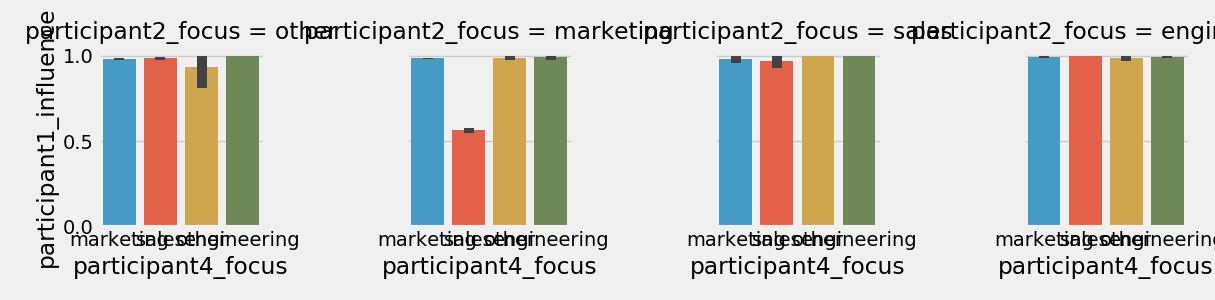 participant2_focus = other
participant2_focus = marketing
participant2_focus = sales
participant2_focus = engin
participant1_influence
1.0
0.5
0.0
marketing sales other engineering
marketing sales other engineering
marketing sales other engineering
marketing sales other engineering
participant4_focus
participant4_focus
participant4_focus
participant4_focus